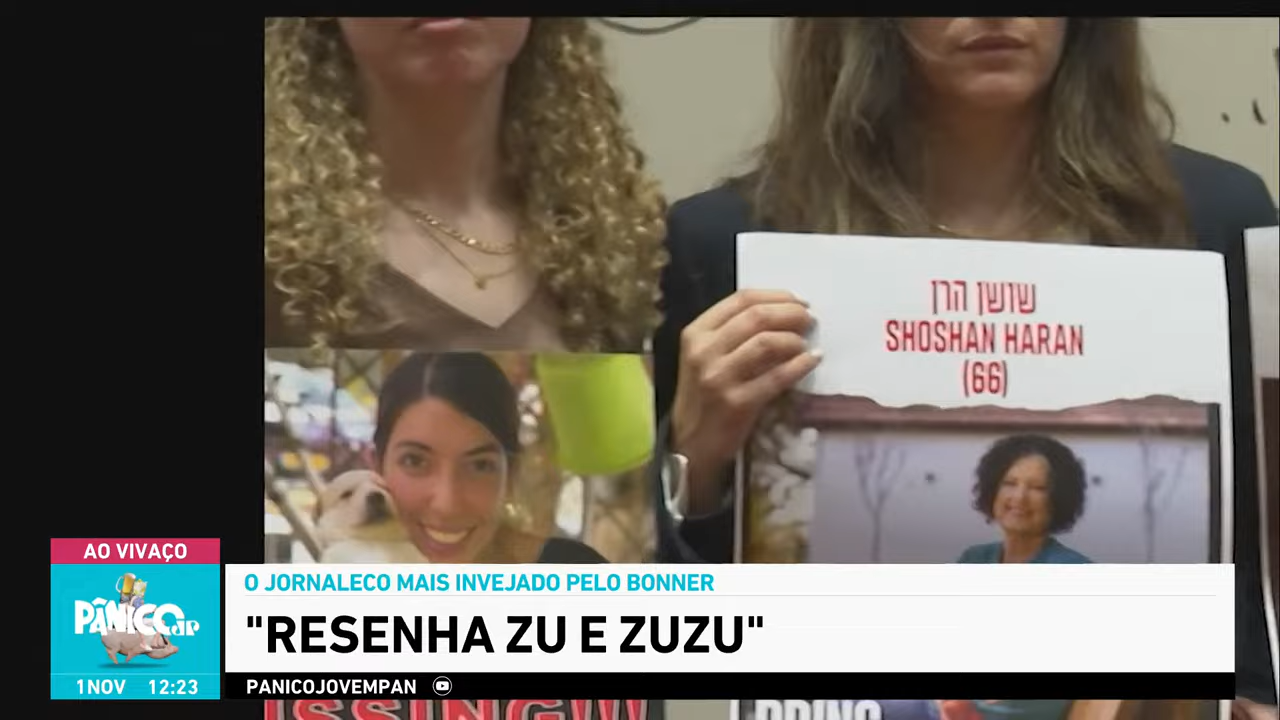 שושן הרן
SHOSHAN HARAN
(66)
AO VIVAÇO
PÂNICO JP
1NOV 12:23
O JORNALECO MAIS INVEJADO PELO BONNER
"RESENHA ZU E ZUZU"
PANICOJOVEMPAN
ISSING!!!